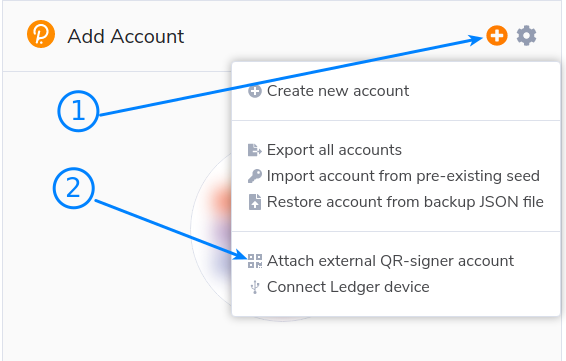 Add Account
1
Create new account
Export all accounts
Import account from pre-existing seed
2
Restore account from backup JSON file
Attach external QR-signer account
Connect Ledger device